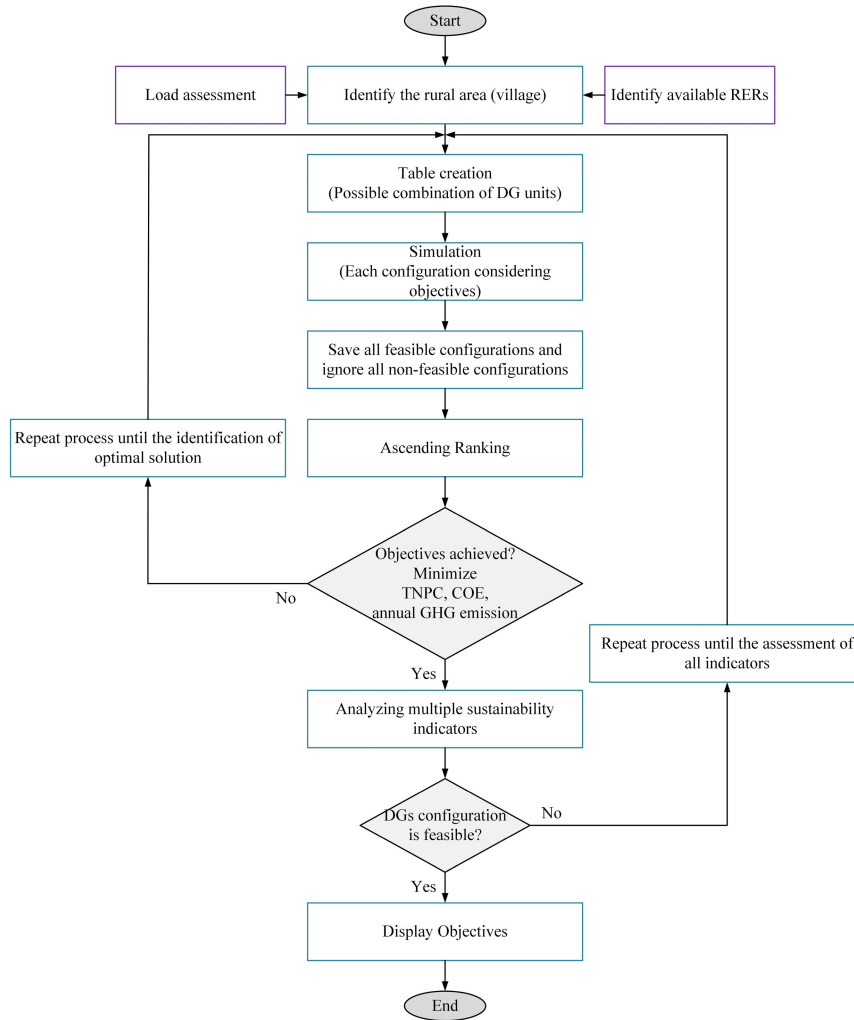 Start
Load assessment
Identify the rural area (village)
Identify available RERs
Table creation
(Possible combination of DG units)
Simulation
(Each configuration considering
objectives)
Save all feasible configurations and
ignore all non-feasible configurations
Repeat process until the identification of
optimal solution
Ascending Ranking
Objectives achieved?
Minimize
TNPC, COE,
annual GHG emission
No
Yes
Repeat process until the assessment of
all indicators
Analyzing multiple sustainability
indicators
DGs configuration
is feasible?
No
Yes
Display Objectives
End